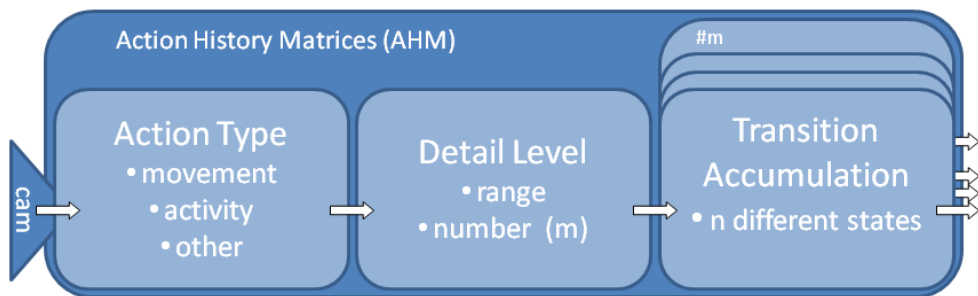 Action History Matrices (AHM)
#m
cam
Action Type
• movement
• activity
• other
Detail Level
• range
• number (m)
Transition
Accumulation
• n different states